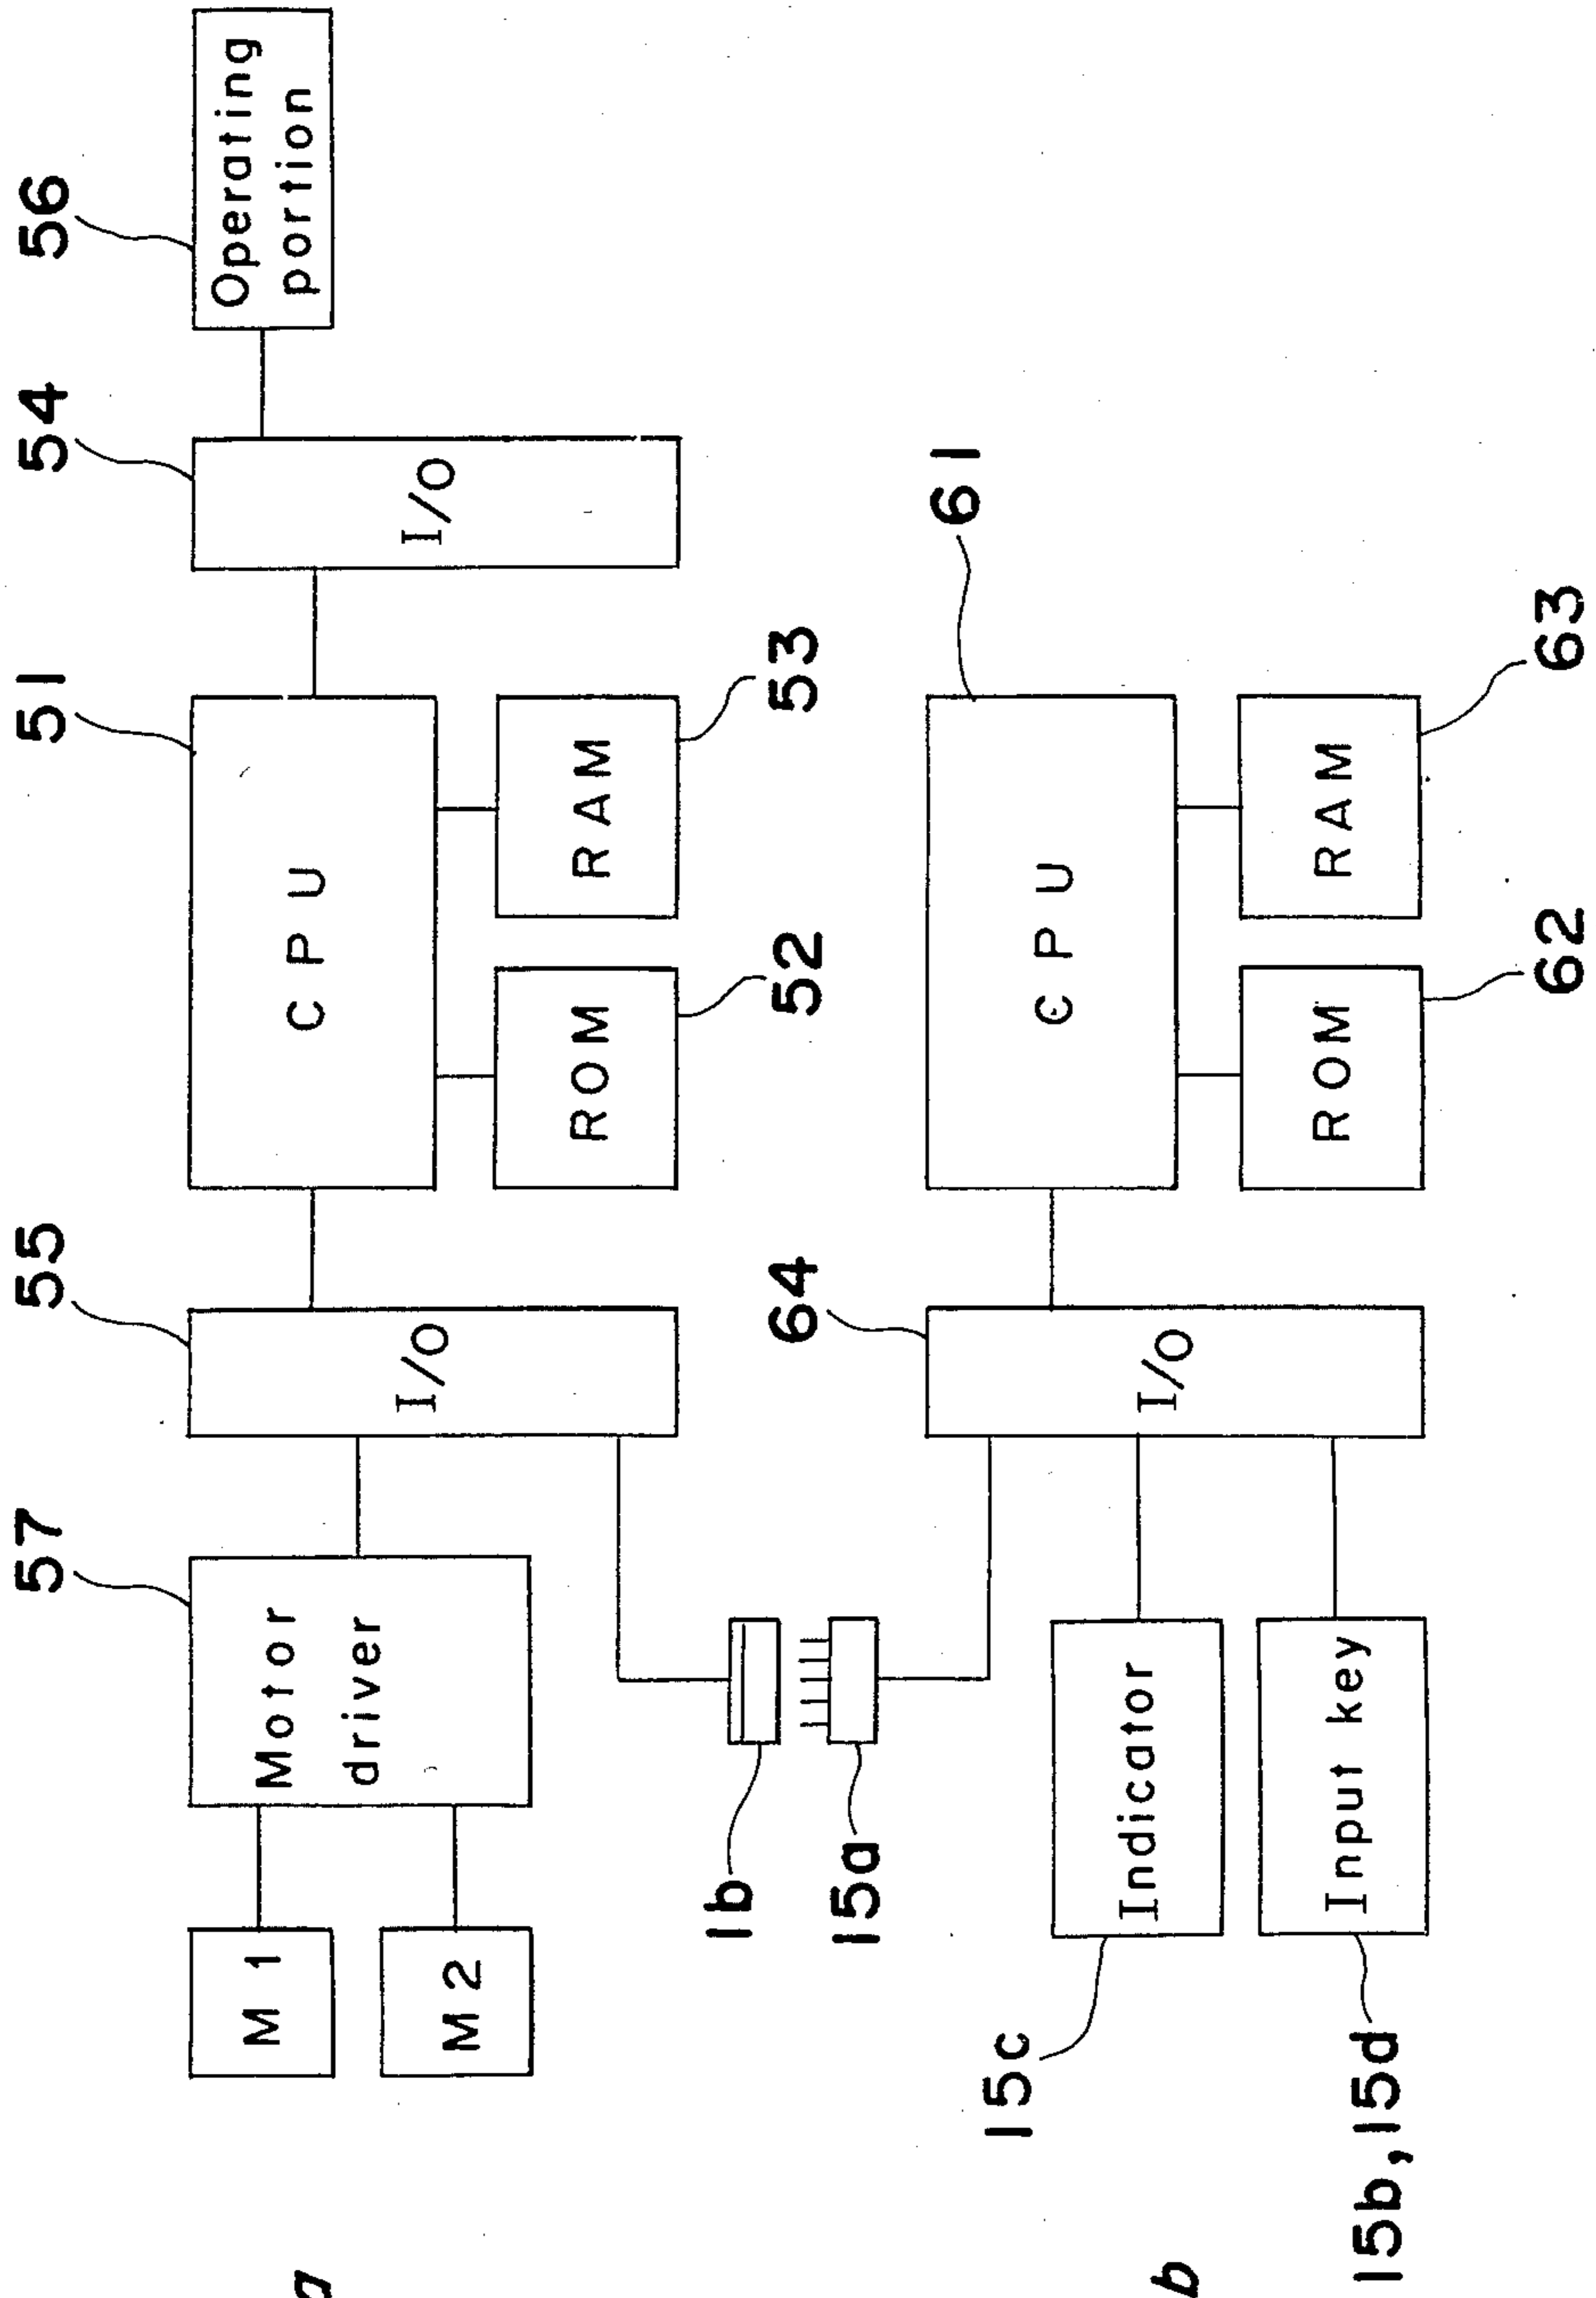 56
Operating
portion
54
I/O
51
CPU
RAM
53
ROM
52
55
I/O
57
Motor
driver
M1
M2
1b
15a
a
61
CPU
RAM
63
ROM
62
64
I/O
Indicator
15c
Input key
15b,15d
b